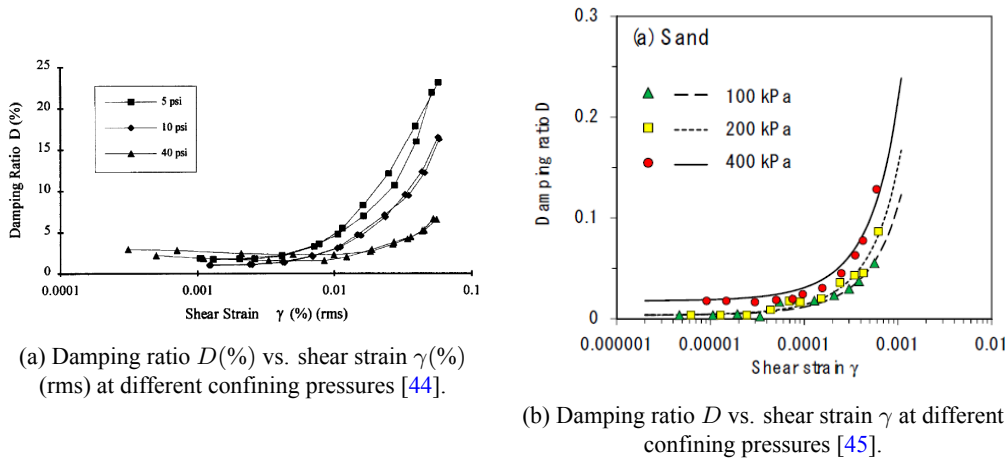 25
20
15
10
5
0
Damping Ratio D (%)
5 psi
10 psi
40 psi
0.0001
0.001
0.01
0.1
Shear Strain γ (%) (rms)
(a) Damping ratio D(%) vs. shear strain γ(%)
(rms) at different confining pressures [44].
0.3
0.2
0.1
0
Damping ratio D
(a) Sand
100 kPa
200 kPa
400 kPa
0.000001
0.00001
0.0001
0.001
0.01
Shear strain γ
(b) Damping ratio D vs. shear strain γ at different
confining pressures [45].